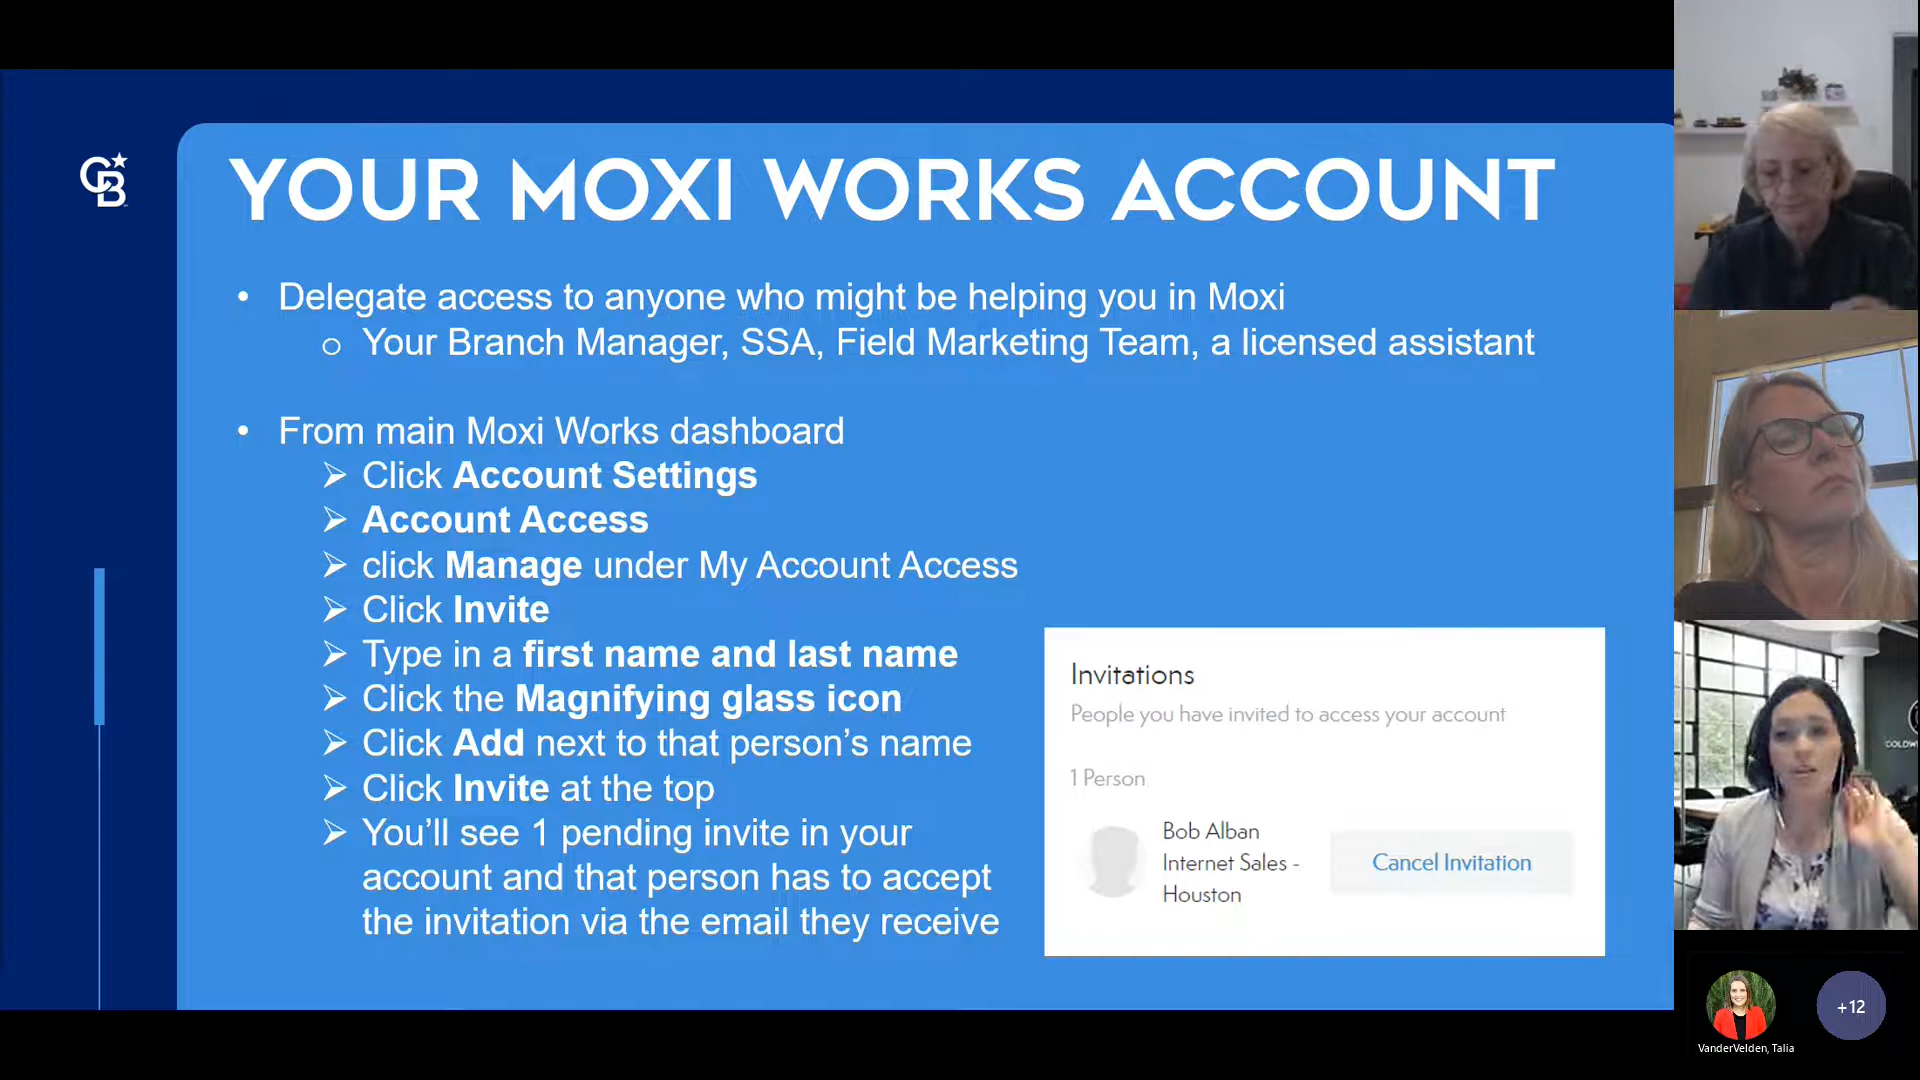 CB
YOUR MOXI WORKS ACCOUNT
• Delegate access to anyone who might be helping you in Moxi
o Your Branch Manager, SSA, Field Marketing Team, a licensed assistant
• From main Moxi Works dashboard
➢ Click Account Settings
➢ Account Access
➢ click Manage under My Account Access
➢ Click Invite
➢ Type in a first name and last name
➢ Click the Magnifying glass icon
➢ Click Add next to that person’s name
➢ Click Invite at the top
➢ You’ll see 1 pending invite in your
account and that person has to accept
the invitation via the email they receive
Invitations
People you have invited to access your account
1 Person
Bob Alban
Internet Sales -
Houston
Cancel Invitation
COLDW
VanderVelden, Talia
+12